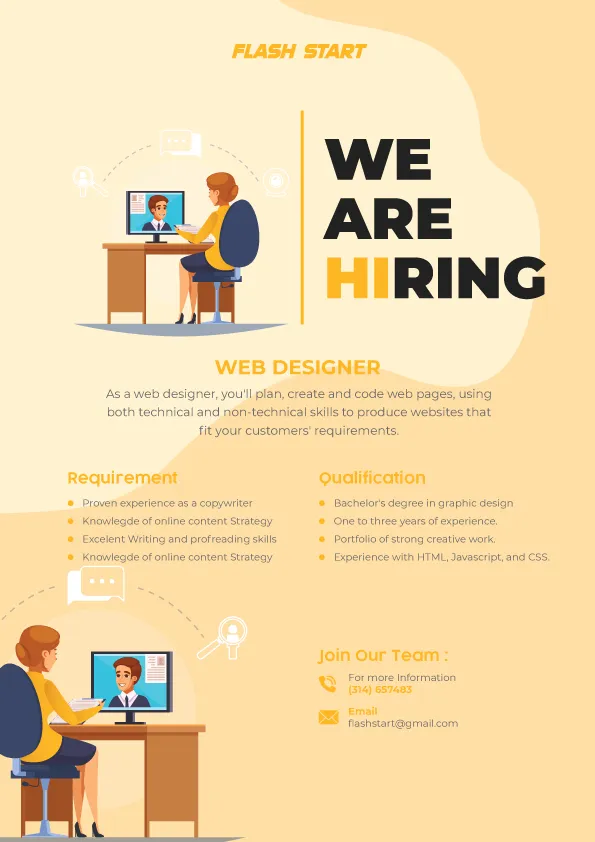 FLASH START
WE
ARE
HIRING
WEB DESIGNER
As a web designer, you'll plan, create and code web pages, using
both technical and non-technical skills to produce websites that
fit your customers' requirements.
Requirement
Proven experience as a copywriter
Knowlegde of online content Strategy
Excelent Writing and profreading skills
Knowlegde of online content Strategy
Qualification
Bachelor's degree in graphic design
One to three years of experience.
Portfolio of strong creative work.
Experience with HTML, Javascript, and CSS.
Join Our Team :
For more Information
(314) 657483
Email
flashstart@gmail.com